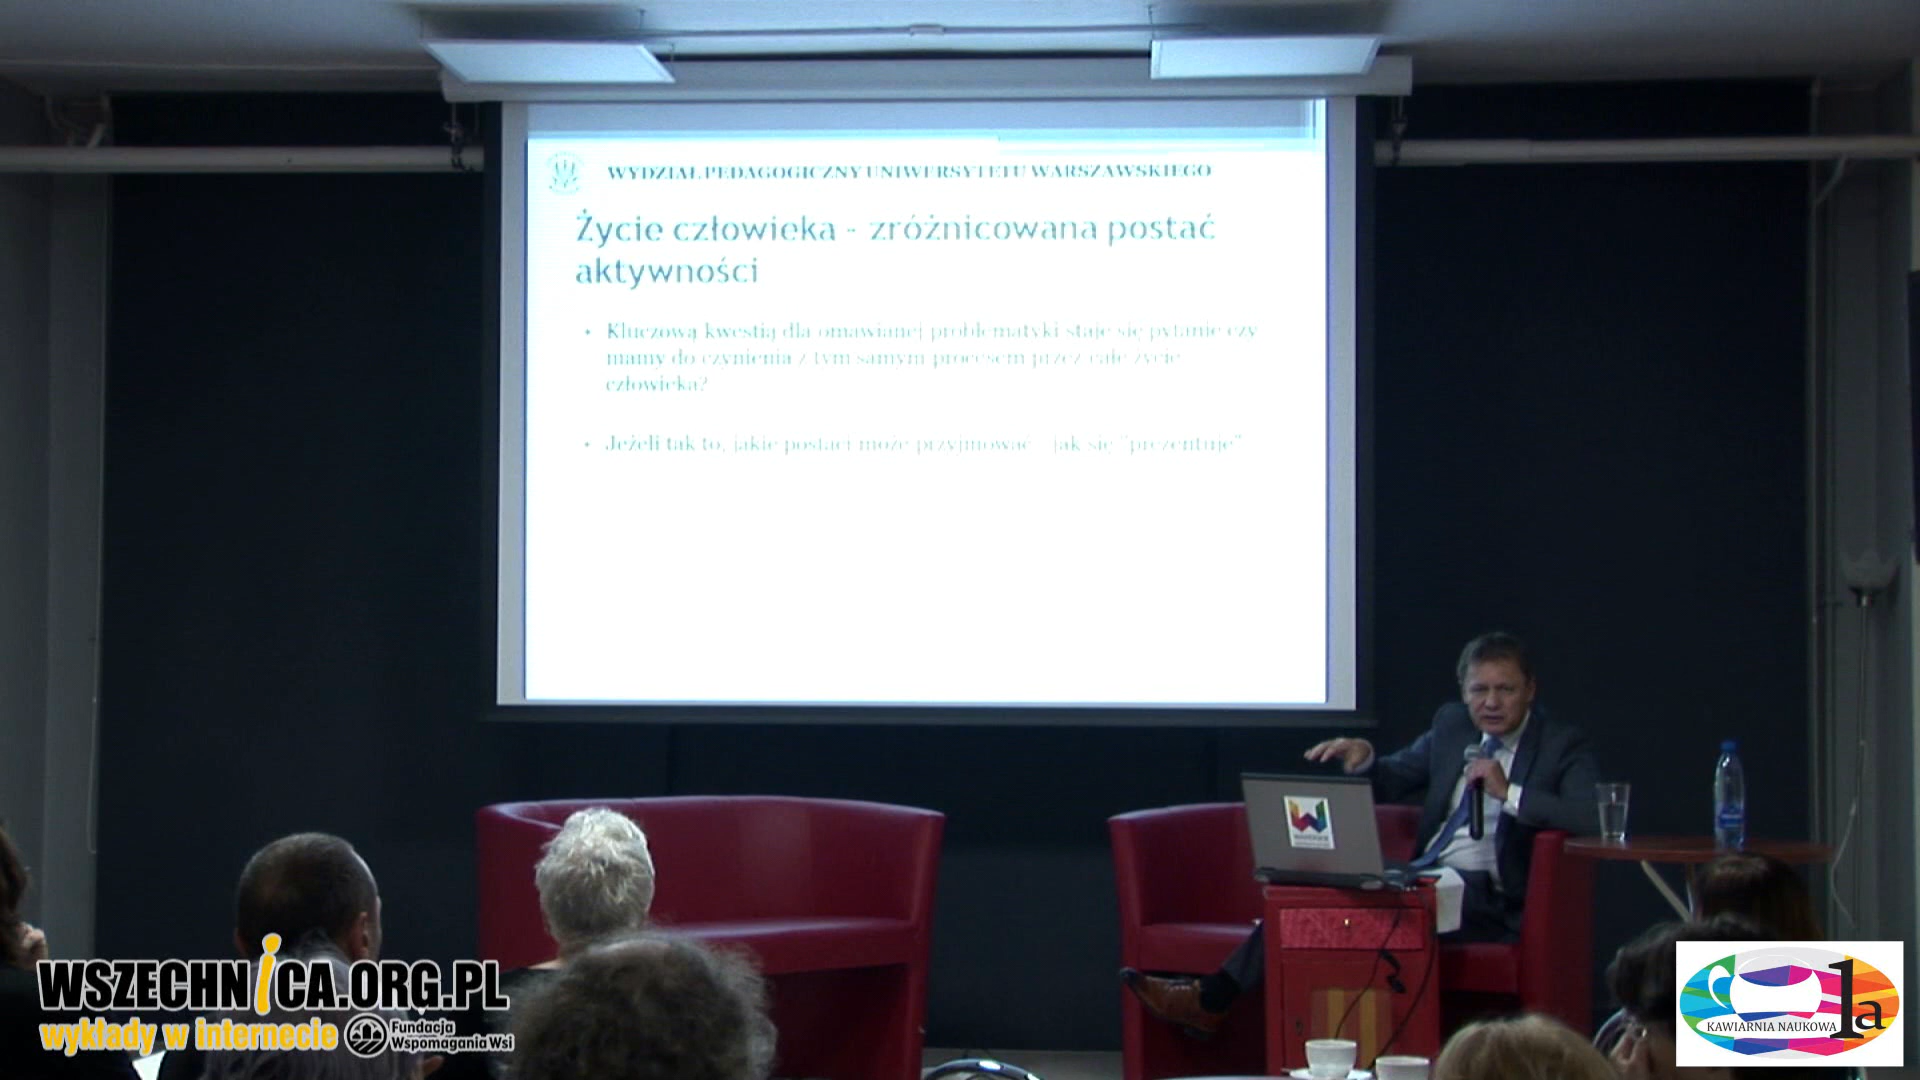 WYDZIAŁ PEDAGOGICZNY UNIWERSYTETU WARSZAWSKIEGO
Życie człowieka - zróżnicowana postać
aktywności
• Kluczową kwestią dla omawianej problematyki staje się pytanie czy
mamy do czynienia z tym samym procesem przez całe życie
człowieka?
• Jeżeli tak to, jakie postaci może przyjmować – jak się "prezentuje"
WSZECHNICA.ORG.PL
wykłady w internecie
Fundacja
Wspomagania Wsi
KAWIARNIA NAUKOWA 1a